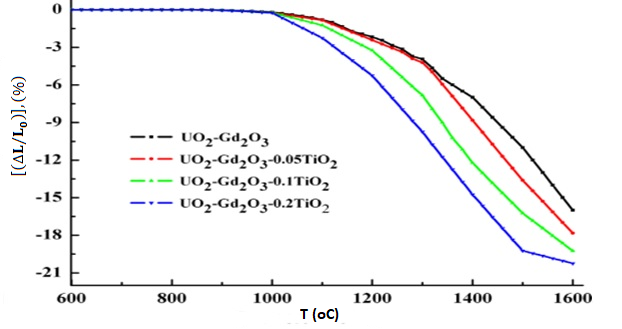 0
-3
-6
-9
-12
-15
-18
-21
[(ΔL/L₀)],(%)
UO₂-Gd₂O₃
UO₂-Gd₂O₃-0.05TiO₂
UO₂-Gd₂O₃-0.1TiO₂
UO₂-Gd₂O₃-0.2TiO₂
600 800 1000 1200 1400 1600
T (oC)